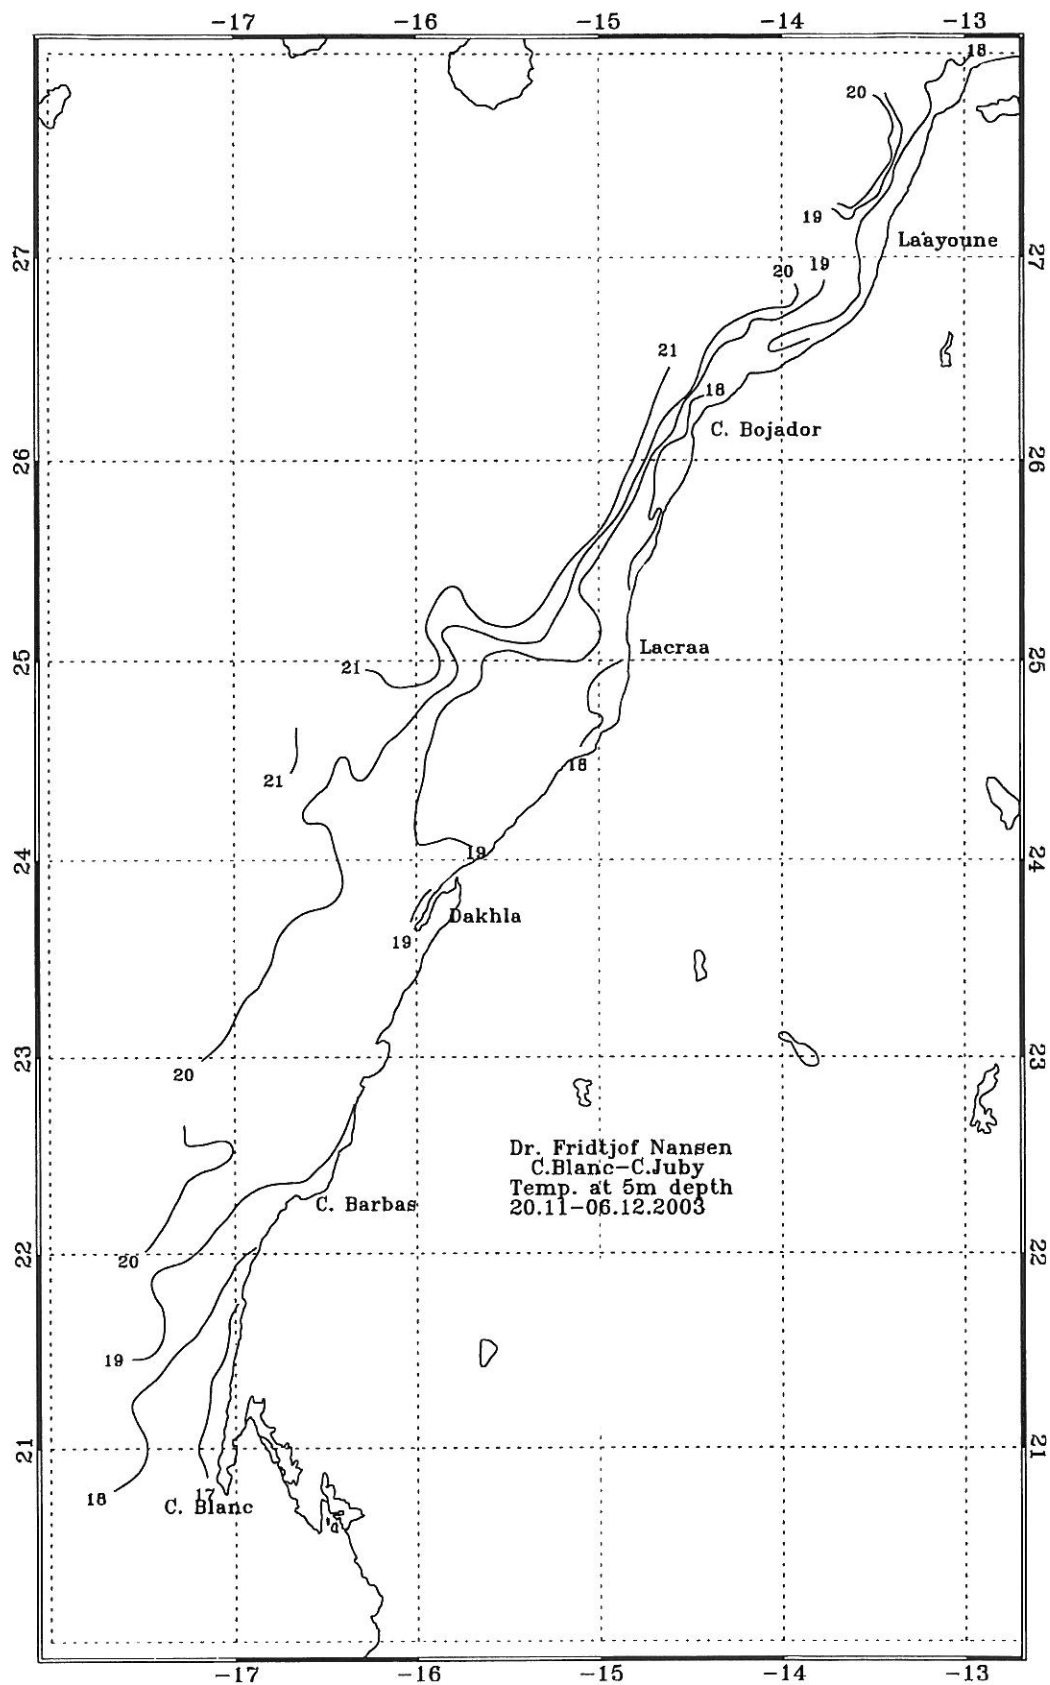 -17 -16 -15 -14 -13
18
20
19
La'ayoune
27 27
20 19
21
18
C. Bojador
26 26
Lacraa
25 25
21
21
18
24 24
19
Dakhla
19
23 23
20
Dr. Fridtjof Nansen
C.Blanc-C.Juby
Temp. at 5m depth
20.11-06.12.2003
C. Barbas
22 22
20
19
21 21
18
17
C. Blanc
-17 -16 -15 -14 -13